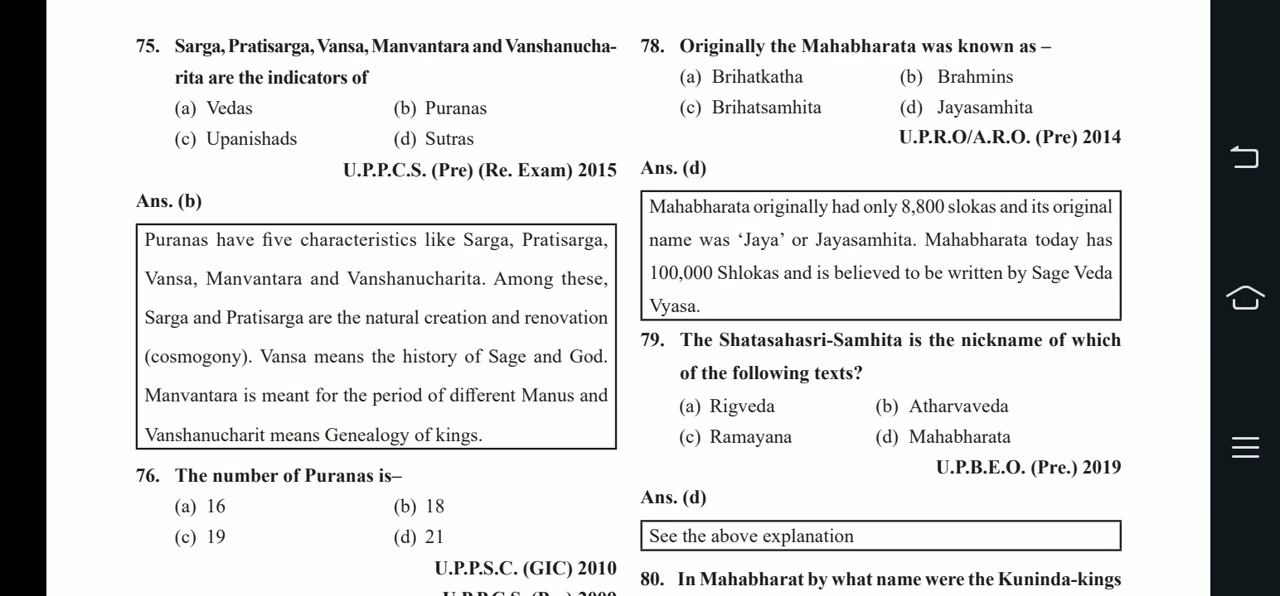 75. Sarga, Pratisarga, Vansa, Manvantara and Vanshanucha-
rita are the indicators of
(a) Vedas (b) Puranas
(c) Upanishads (d) Sutras
U.P.P.C.S. (Pre) (Re. Exam) 2015
Ans. (b)
Puranas have five characteristics like Sarga, Pratisarga,
Vansa, Manvantara and Vanshanucharita. Among these,
Sarga and Pratisarga are the natural creation and renovation
(cosmogony). Vansa means the history of Sage and God.
Manvantara is meant for the period of different Manus and
Vanshanucharit means Genealogy of kings.
76. The number of Puranas is–
(a) 16 (b) 18
(c) 19 (d) 21
U.P.P.S.C. (GIC) 2010
78. Originally the Mahabharata was known as –
(a) Brihatkatha (b) Brahmins
(c) Brihatsamhita (d) Jayasamhita
U.P.R.O/A.R.O. (Pre) 2014
Ans. (d)
Mahabharata originally had only 8,800 slokas and its original
name was ‘Jaya’ or Jayasamhita. Mahabharata today has
100,000 Shlokas and is believed to be written by Sage Veda
Vyasa.
79. The Shatasahasri-Samhita is the nickname of which
of the following texts?
(a) Rigveda (b) Atharvaveda
(c) Ramayana (d) Mahabharata
U.P.B.E.O. (Pre.) 2019
Ans. (d)
See the above explanation
80. In Mahabharat by what name were the Kuninda-kings